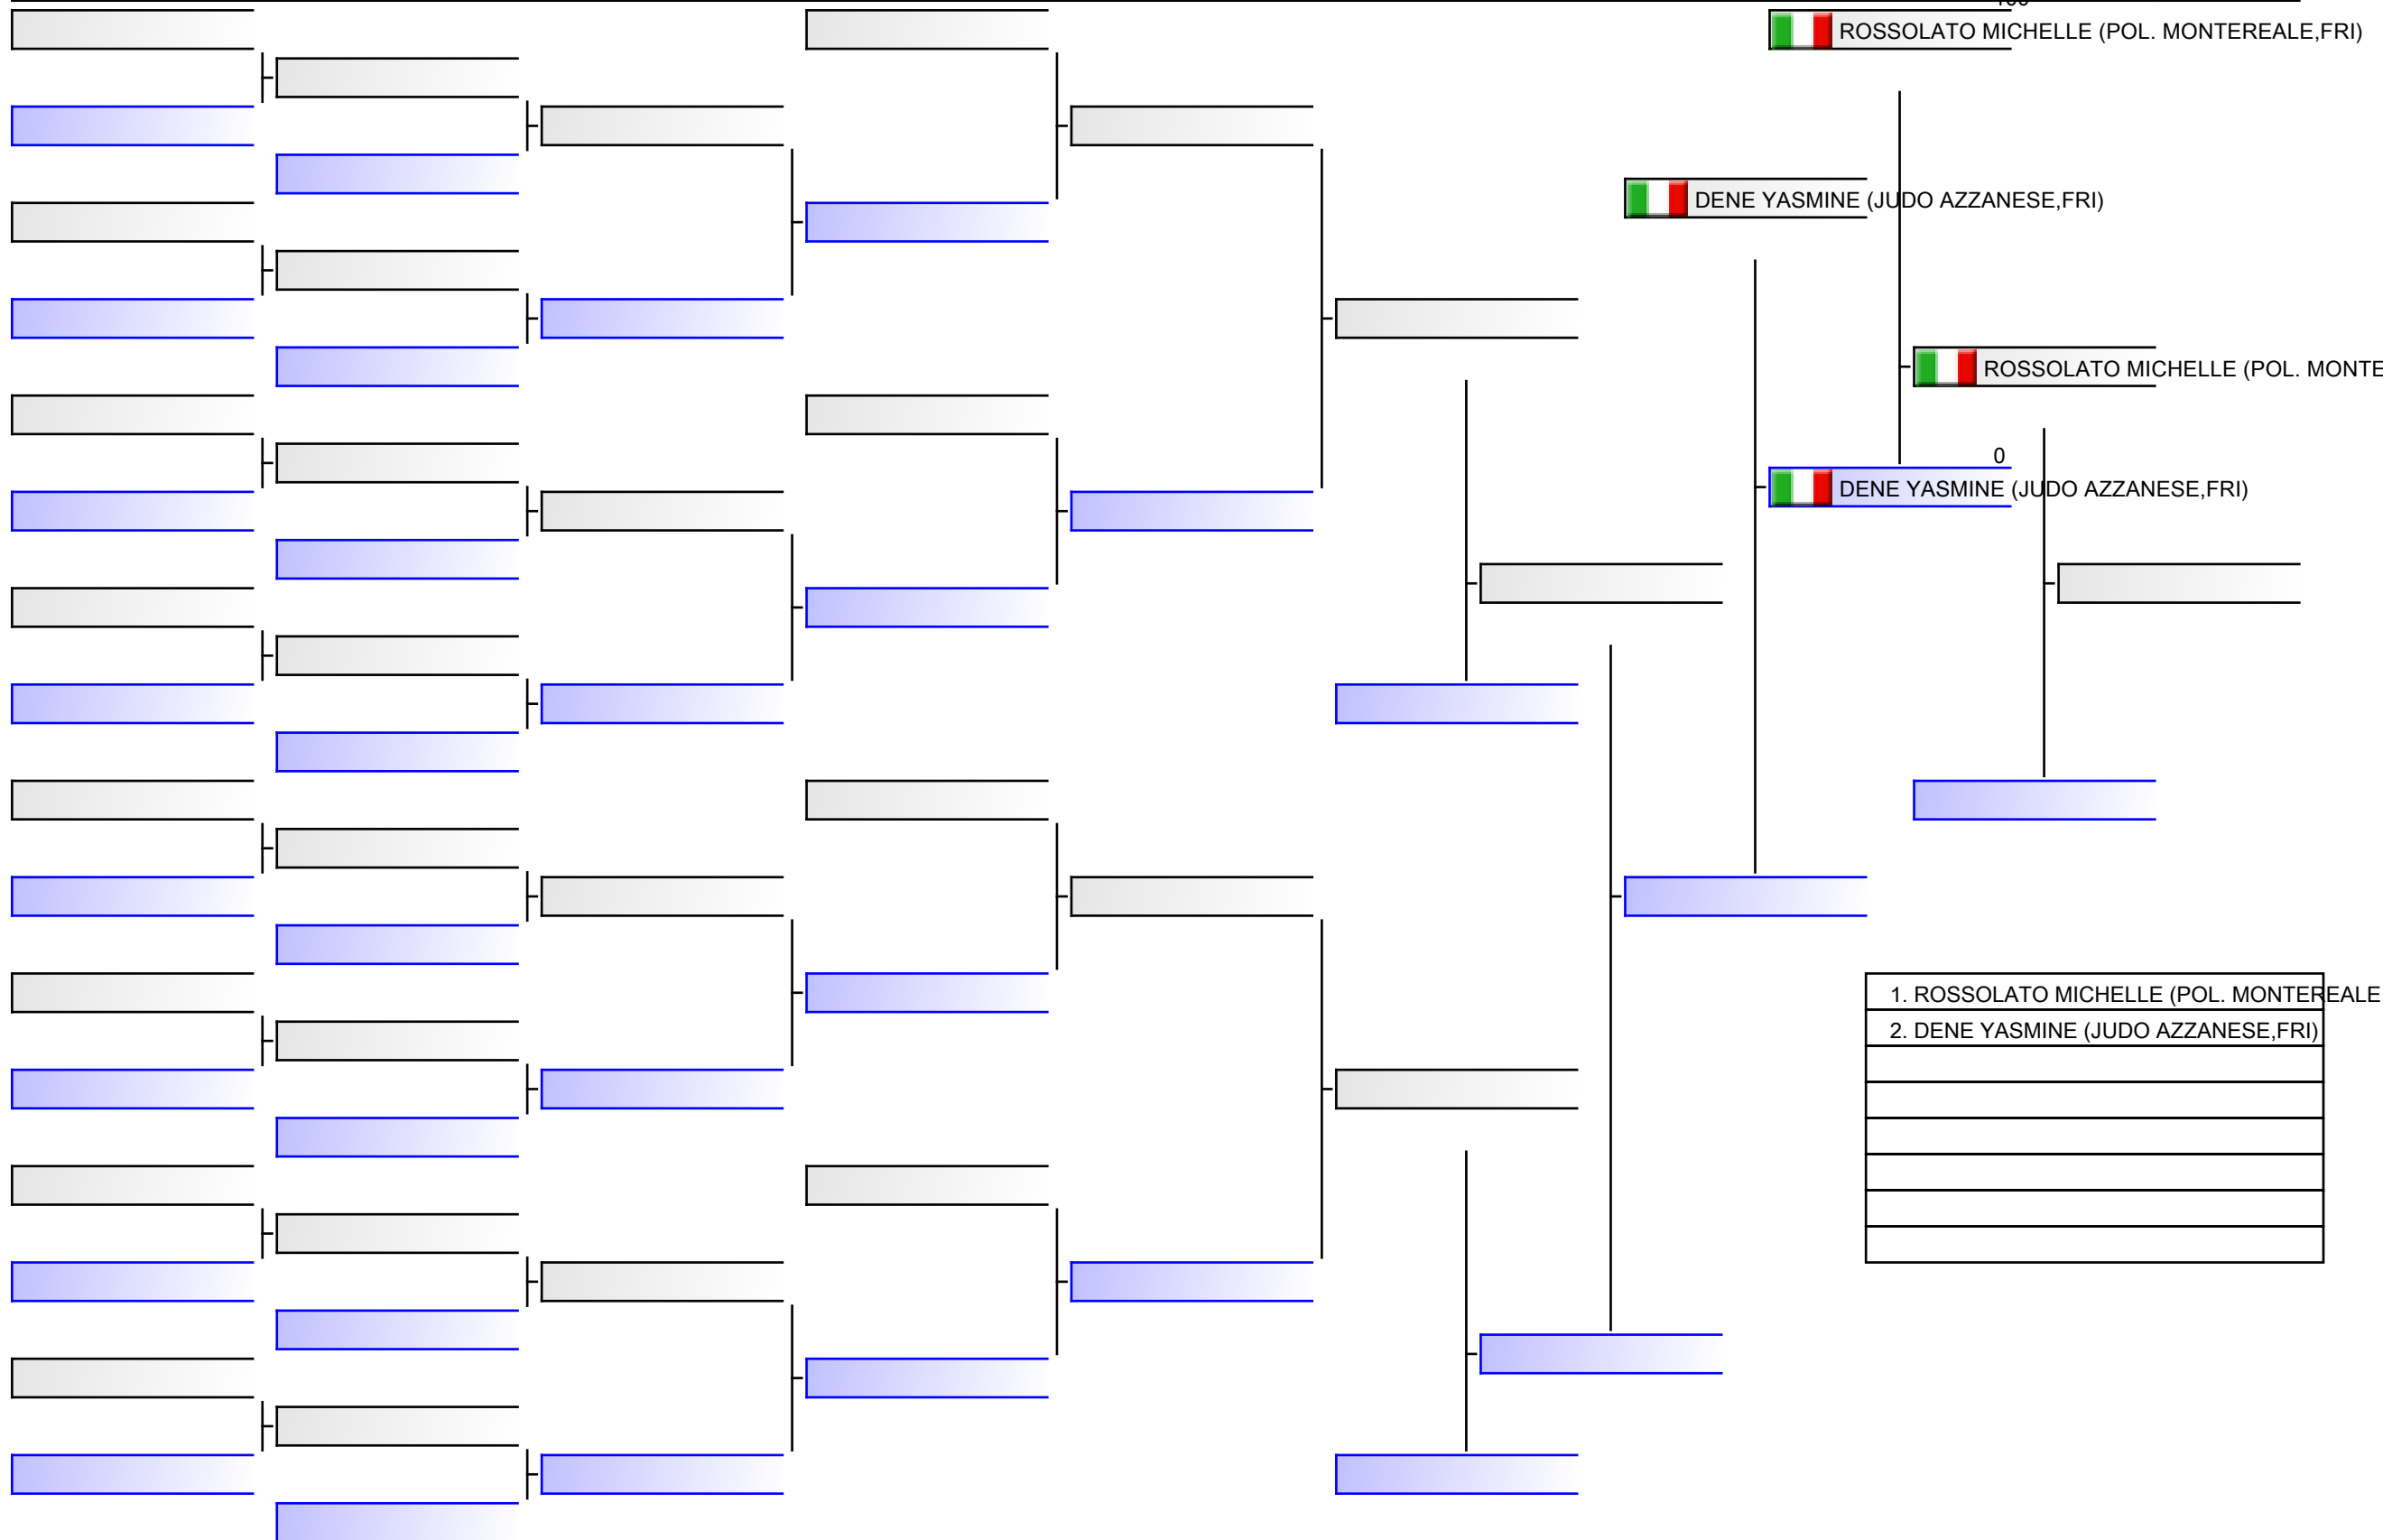 ROSSOLATO MICHELLE (POL. MONTEREALE,FRI)
DENE YASMINE (JUDO AZZANESE,FRI)
ROSSOLATO MICHELLE (POL. MONTE
0
DENE YASMINE (JUDO AZZANESE,FRI)
1. ROSSOLATO MICHELLE (POL. MONTEREALE
2. DENE YASMINE (JUDO AZZANESE,FRI)